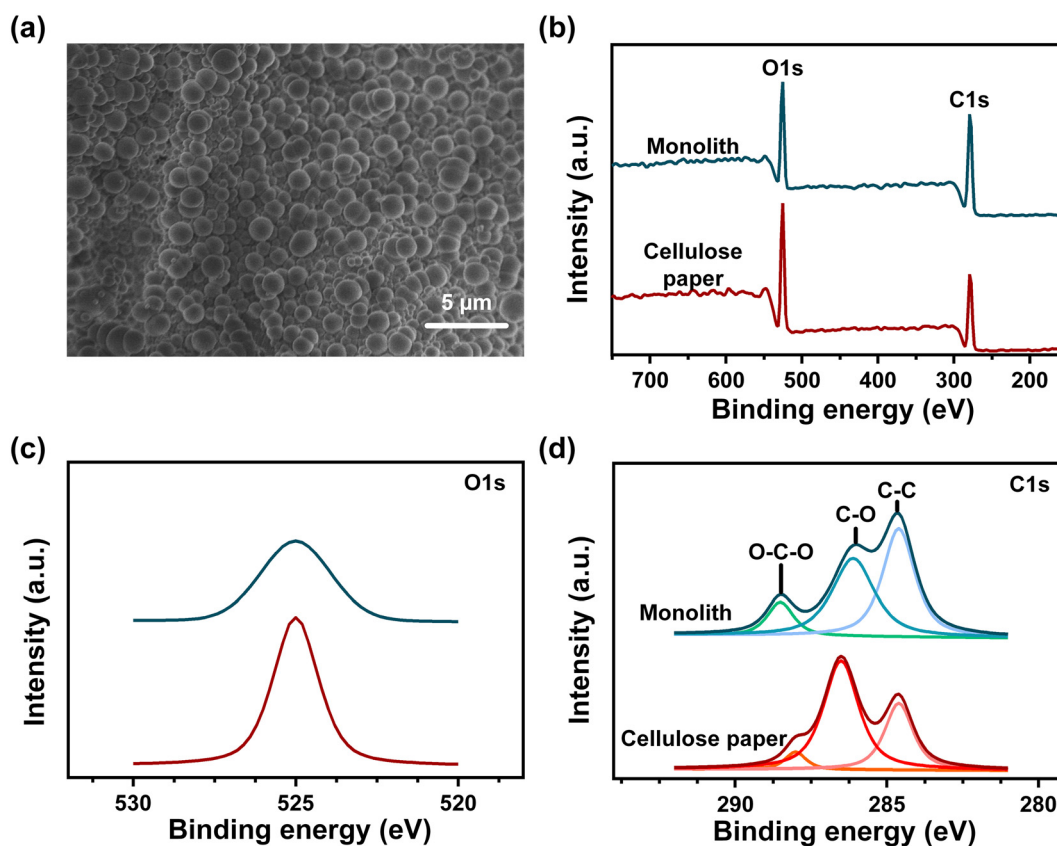 (a)
5 μm
(b)
O1s
C1s
Monolith
Cellulose
paper
Intensity (a.u.)
700 600 500 400 300 200
Binding energy (eV)
(c)
O1s
Intensity (a.u.)
530 525 520
Binding energy (eV)
(d)
C1s
C-C
C-O
O-C-O
Monolith
Cellulose paper
Intensity (a.u.)
290 285 280
Binding energy (eV)